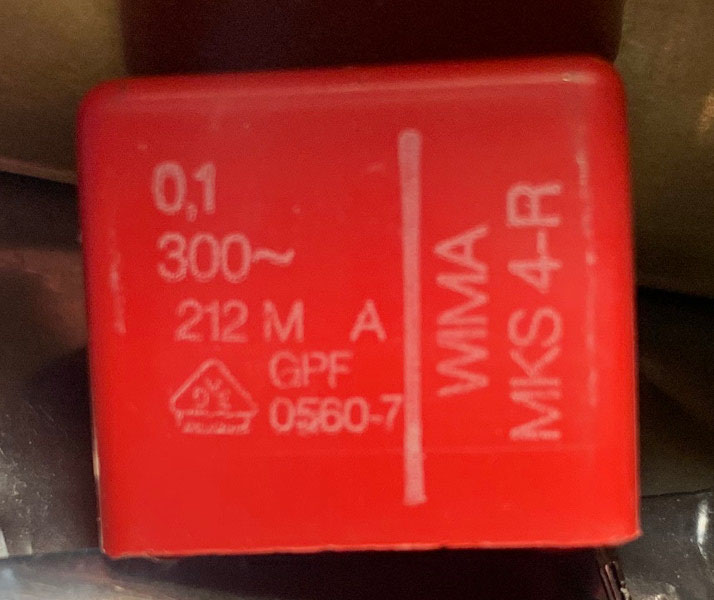 0,1
300~
212 M A
GPF
0560-7
WIMA
MKS 4-R